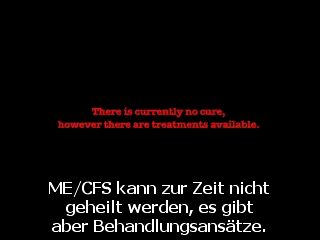 There is currently no cure,
however there are treatments available.
ME/CFS kann zur Zeit nicht
geheilt werden, es gibt
aber Behandlungsansätze.